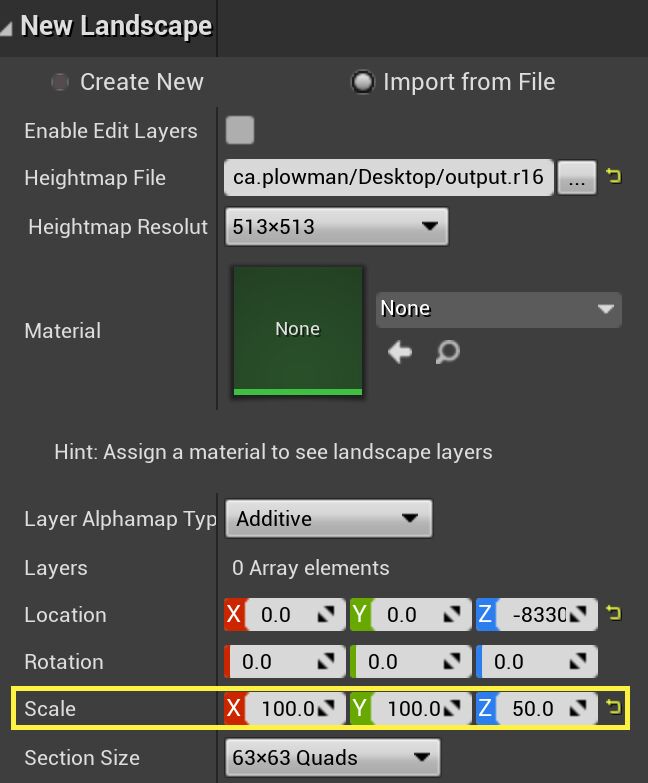 New Landscape
Create New Import from File
Enable Edit Layers
Heightmap File ca.plowman/Desktop/output.r16 ...
Heightmap Resolut 513×513
Material None None
Hint: Assign a material to see landscape layers
Layer Alphamap Typ Additive
Layers 0 Array elements
Location X 0.0 Y 0.0 Z -8330
Rotation 0.0 0.0 0.0
Scale X 100.0 Y 100.0 Z 50.0
Section Size 63×63 Quads